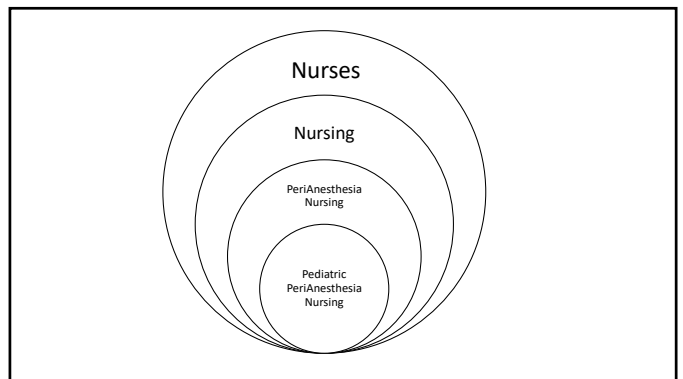 Nurses
Nursing
PeriAnesthesia
Nursing
Pediatric
PeriAnesthesia
Nursing